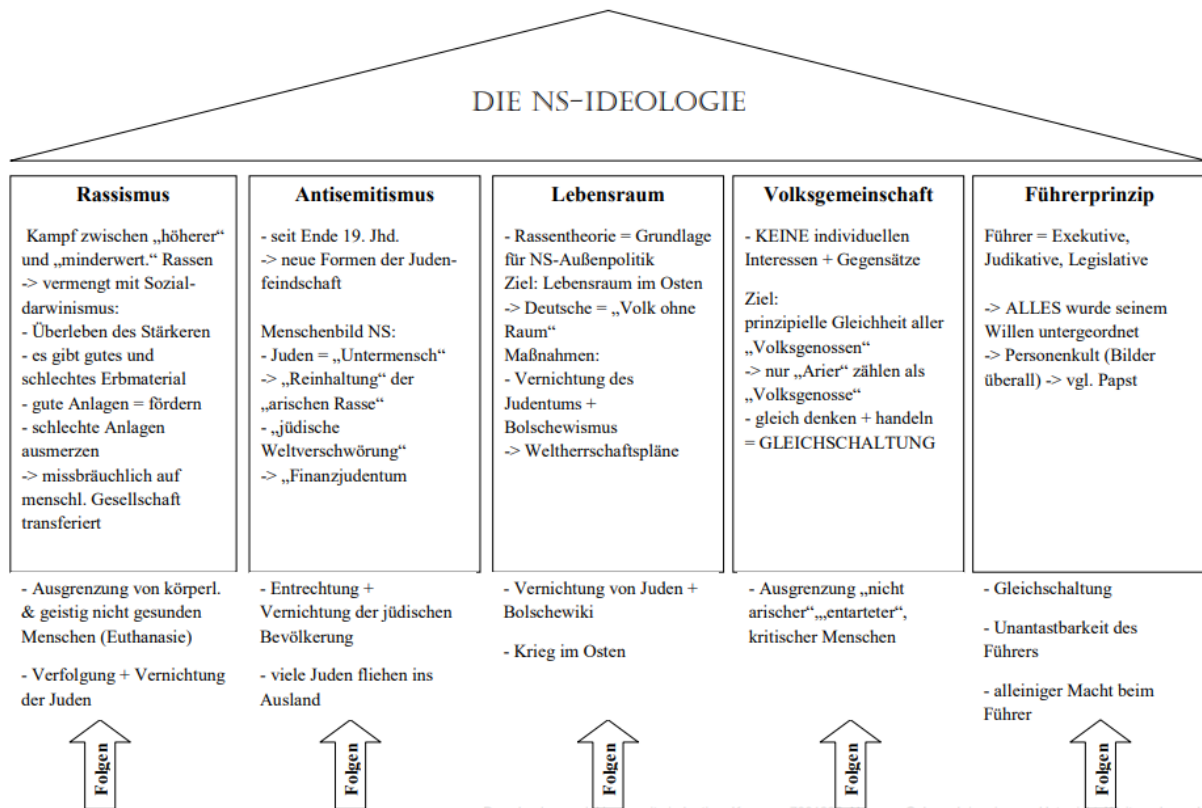 DIE NS-IDEOLOGIE
Rassismus
Kampf zwischen „höherer“
und „minderwert.“ Rassen
-> vermengt mit Sozial-
darwinismus:
- Überleben des Stärkeren
- es gibt gutes und
schlechtes Erbmaterial
- gute Anlagen = fördern
- schlechte Anlagen
ausmerzen
-> missbräuchlich auf
menschl. Gesellschaft
transferiert
- Ausgrenzung von körperl.
& geistig nicht gesunden
Menschen (Euthanasie)
- Verfolgung + Vernichtung
der Juden
Folgen
Antisemitismus
- seit Ende 19. Jhd.
-> neue Formen der Juden-
feindschaft
Menschenbild NS:
- Juden = „Untermensch“
-> „Reinhaltung“ der
„arischen Rasse“
- „jüdische
Weltverschwörung“
-> „Finanzjudentum
- Entrechtung +
Vernichtung der jüdischen
Bevölkerung
- viele Juden fliehen ins
Ausland
Folgen
Lebensraum
- Rassentheorie = Grundlage
für NS-Außenpolitik
Ziel: Lebensraum im Osten
-> Deutsche = „Volk ohne
Raum“
Maßnahmen:
- Vernichtung des
Judentums +
Bolschewismus
-> Weltherrschaftspläne
- Vernichtung von Juden +
Bolschewiki
- Krieg im Osten
Folgen
Volksgemeinschaft
- KEINE individuellen
Interessen + Gegensätze
Ziel:
prinzipielle Gleichheit aller
„Volksgenossen“
-> nur „Arier“ zählen als
„Volksgenosse“
- gleich denken + handeln
= GLEICHSCHALTUNG
- Ausgrenzung „nicht
arischer“„entarteter“,
kritischer Menschen
Folgen
Führerprinzip
Führer = Exekutive,
Judikative, Legislative
-> ALLES wurde seinem
Willen untergeordnet
-> Personenkult (Bilder
überall) -> vgl. Papst
- Gleichschaltung
- Unantastbarkeit des
Führers
- alleiniger Macht beim
Führer
Folgen